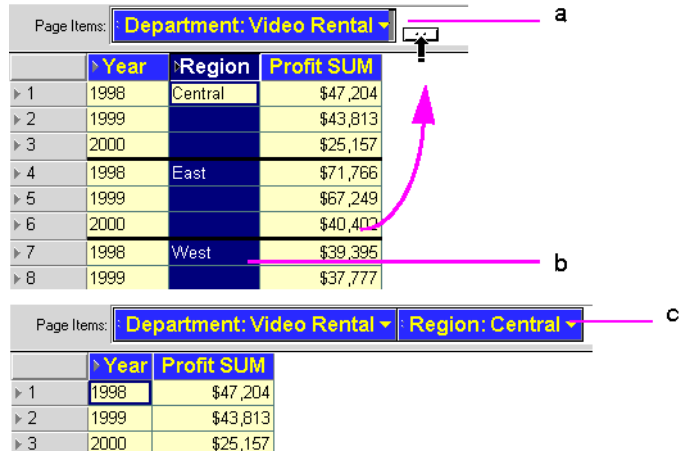 Page Items: Department: Video Rental a
Year Region Profit SUM
1 1998 Central $47,204
2 1999 $43,813
3 2000 $25,157
4 1998 East $71,766
5 1999 $67,249
6 2000 $40,402
7 1998 West $39,395
b
8 1999 $37,777
Page Items: Department: Video Rental Region: Central c
Year Profit SUM
1 1998 $47,204
2 1999 $43,813
3 2000 $25,157